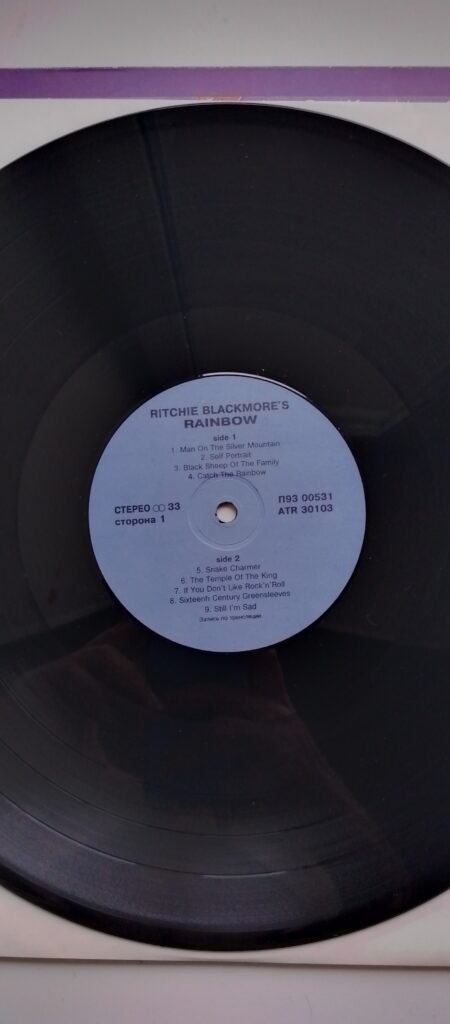 RITCHIE BLACKMORE'S
RAINBOW
side 1
1. Man On The Silver Mountain
2. Self Portrait
3. Black Sheep Of The Family
4. Catch The Rainbow
СТЕРЕО 33
сторона 1
П93 00531
ATR 30103
side 2
5. Snake Charmer
6. The Temple Of The King
7. If You Don't Like Rock'n'Roll
8. Sixteenth Century Greensleeves
9. Still I'm Sad
Запись по трансляции